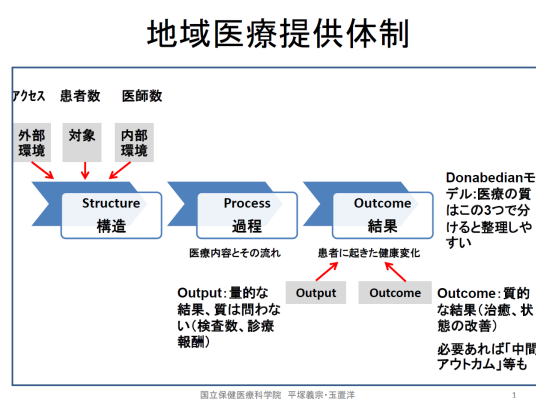 地域医療提供体制
ｱｸｾｽ 患者数 医師数
外部
環境
対象
内部
環境
Structure
構造
Process
過程
Outcome
結果
医療内容とその流れ
患者に起きた健康変化
Donabedianモ
デル:医療の質
はこの3つで分
けると整理しや
すい
Output：量的な
結果、質は問わな
い（検査数、診療
報酬）
Output
Outcome
Outcome：質的
な結果（治癒、状
態の改善）
必要あれば「中間
アウトカム」等も
国立保健医療科学院 平塚義宗・玉置洋
1